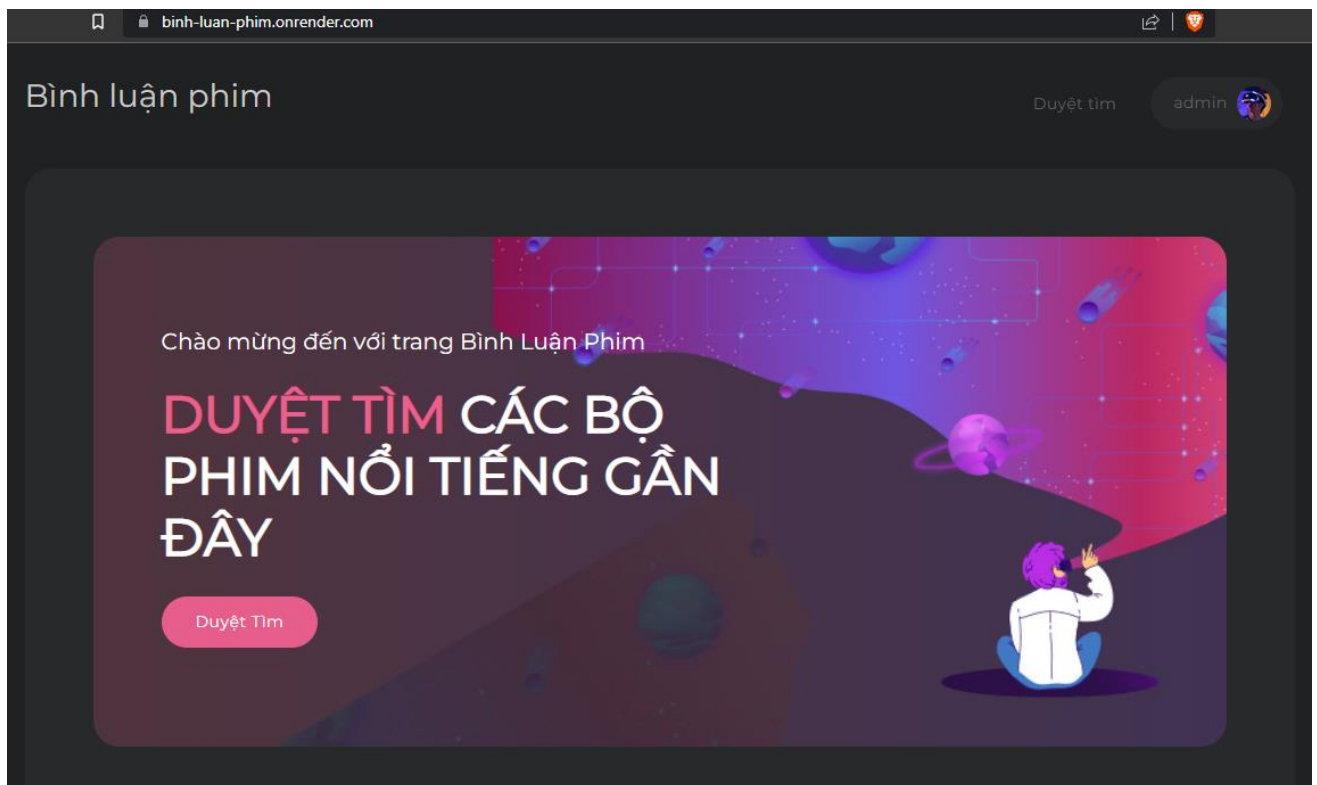 binh-luan-phim.onrender.com
Bình luận phim
Duyệt tìm
admin
Chào mừng đến với trang Bình Luận Phim
DUYỆT TÌM CÁC BỘ
PHIM NỔI TIẾNG GẦN
ĐÂY
Duyệt Tìm